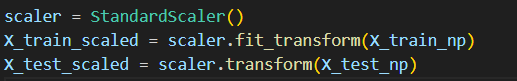 scaler = StandardScaler()
X_train_scaled = scaler.fit_transform(X_train_np)
X_test_scaled = scaler.transform(X_test_np)